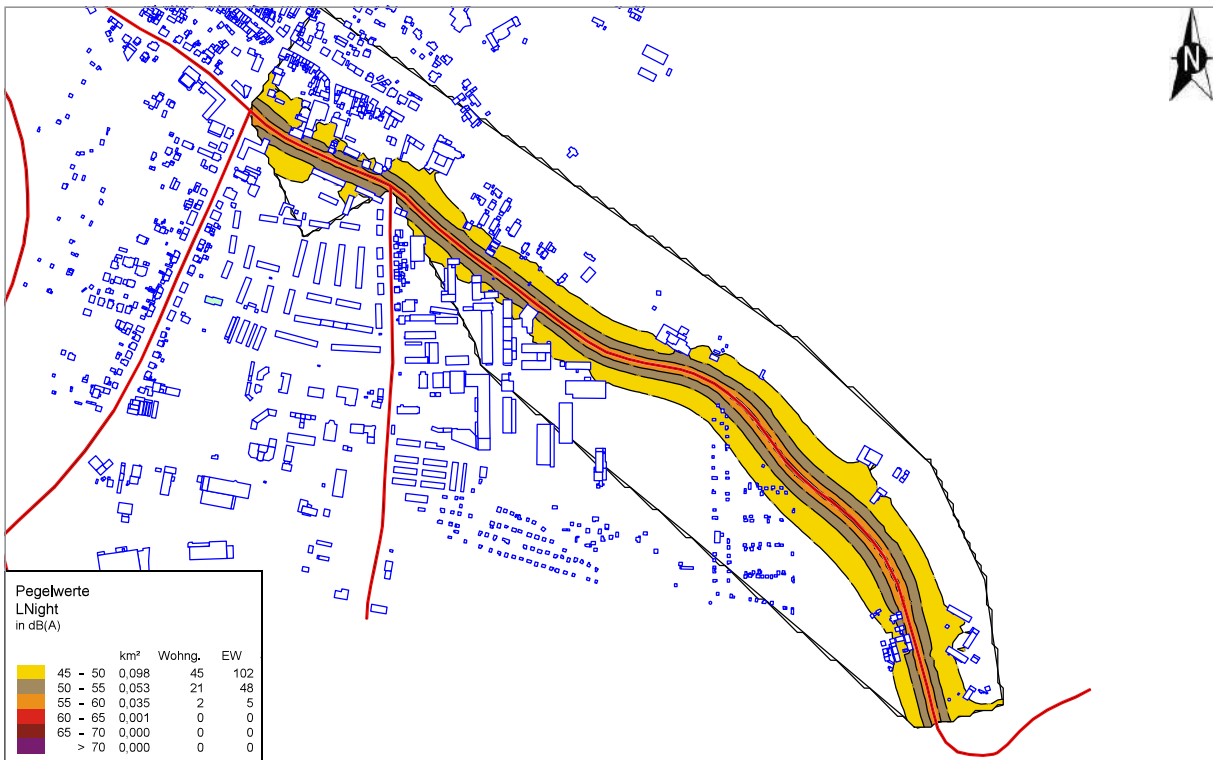 N
Pegelwerte
LNight
in dB(A)
km² Wohng. EW
45 - 50 0,098 45 102
50 - 55 0,053 21 48
55 - 60 0,035 2 5
60 - 65 0,001 0 0
65 - 70 0,000 0 0
> 70 0,000 0 0